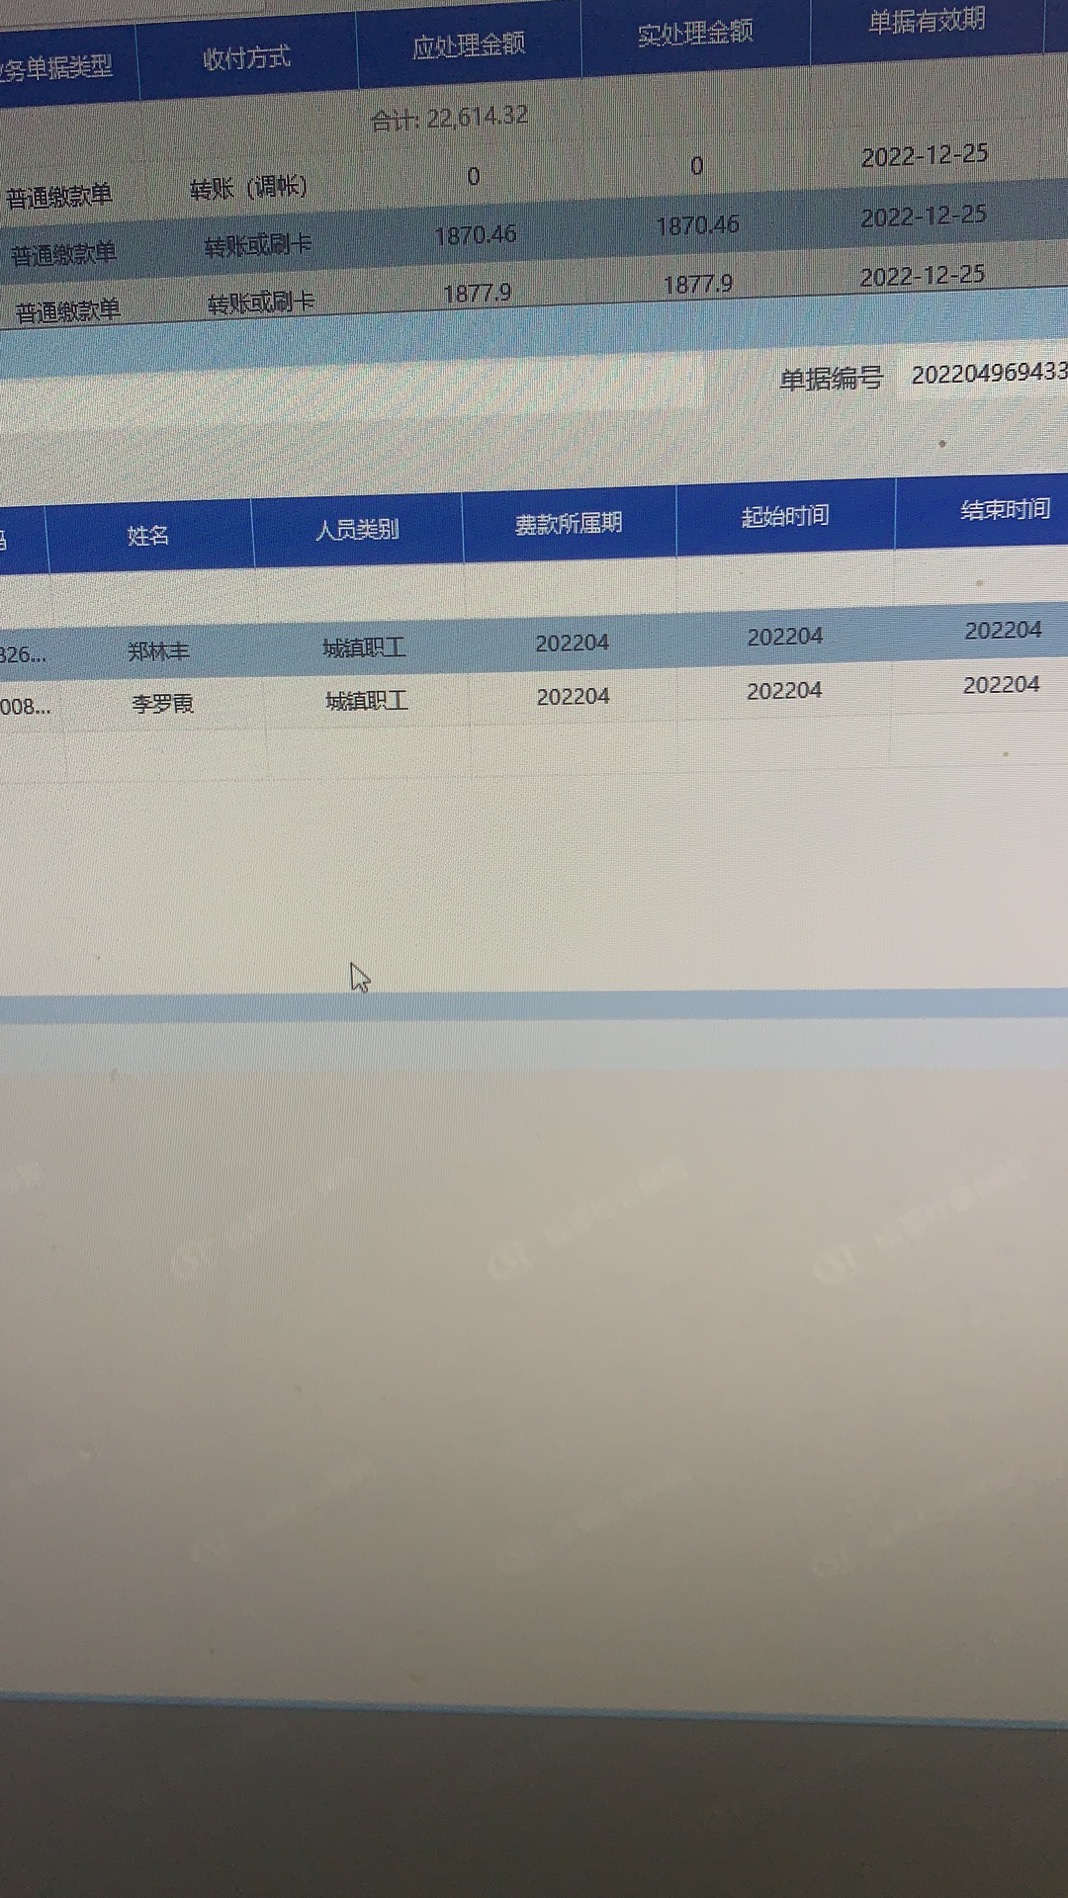 务单据类型 收付方式 应处理金额 实处理金额 单据有效期
合计: 22,614.32
普通缴款单 转账（调帐） 0 0 2022-12-25
普通缴款单 转账或刷卡 1870.46 1870.46 2022-12-25
普通缴款单 转账或刷卡 1877.9 1877.9 2022-12-25
单据编号 202204969433
姓名 人员类别 费款所属期 起始时间 结束时间
326... 郑林丰 城镇职工 202204 202204 202204
008... 李罗霞 城镇职工 202204 202204 202204